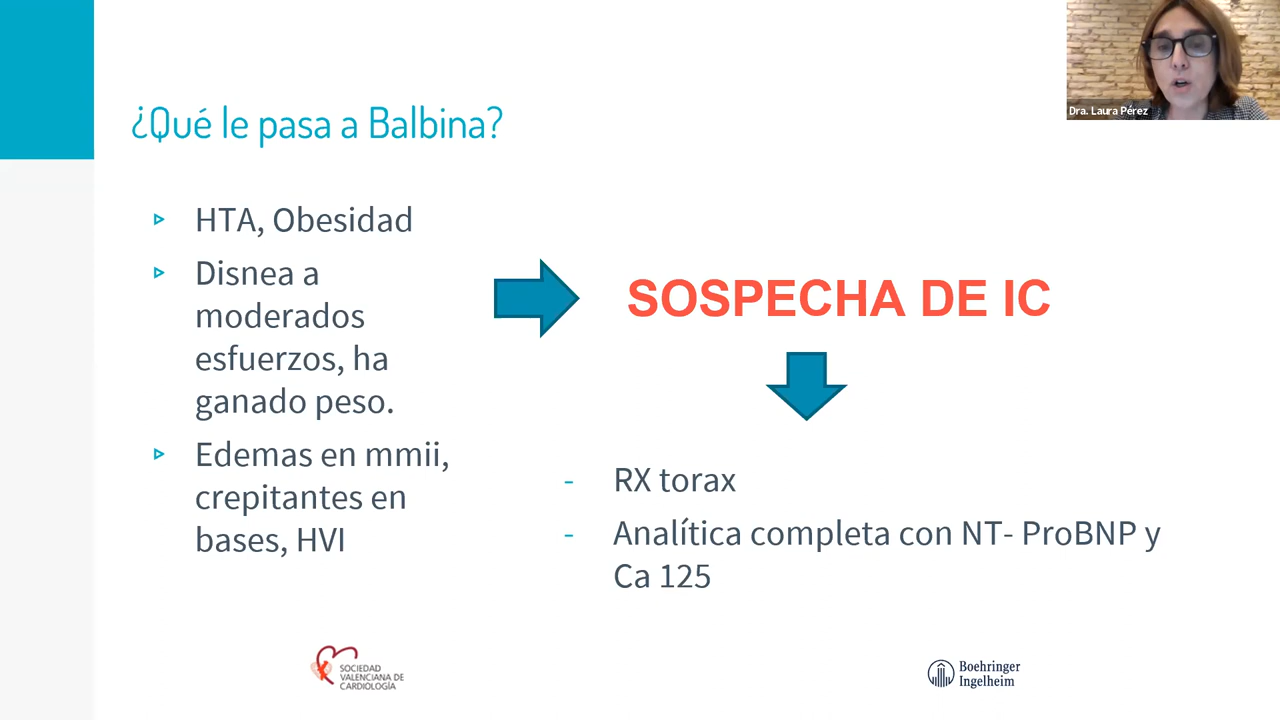 Dra. Laura Pérez
¿Qué le pasa a Balbina?
HTA, Obesidad
Disnea a
moderados
esfuerzos, ha
ganado peso.
Edemas en mmii,
crepitantes en
bases, HVI
SOSPECHA DE IC
- RX torax
- Analítica completa con NT- ProBNP y
Ca 125
SOCIEDAD
VALENCIANA DE
CARDIOLOGÍA
Boehringer
Ingelheim